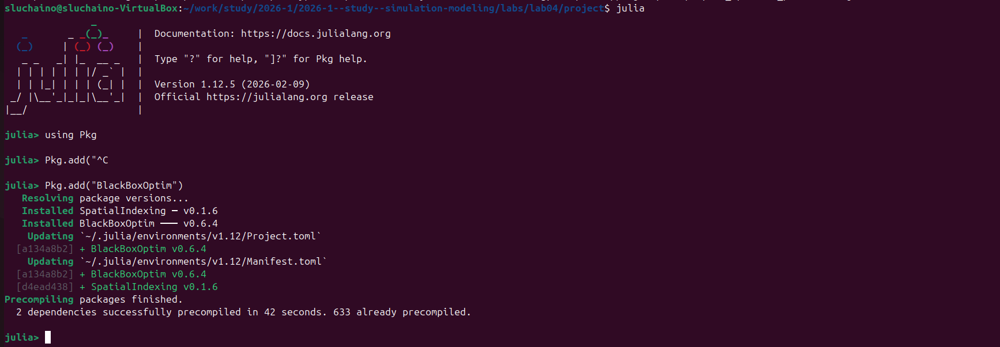 sluchaino@sluchaino-VirtualBox:~/work/study/2026-1/2026-1--study--simulation-modeling/labs/lab04/project$ julia
               _
   _       _ _(_)_     |  Documentation: https://docs.julialang.org
  (_)     | (_) (_)    |
   _ _   _| |_  __ _   |  Type "?" for help, "]?" for Pkg help.
  | | | | | | |/ _` |  |
  | | |_| | | | (_| |  |  Version 1.12.5 (2026-02-09)
 _/ |\__'_|_|_|\__'_|  |  Official https://julialang.org release
|__/                   |
julia> using Pkg
julia> Pkg.add("^C
julia> Pkg.add("BlackBoxOptim")
   Resolving package versions...
   Installed SpatialIndexing ─ v0.1.6
   Installed BlackBoxOptim ─── v0.6.4
    Updating `~/.julia/environments/v1.12/Project.toml`
  [a134a8b2] + BlackBoxOptim v0.6.4
    Updating `~/.julia/environments/v1.12/Manifest.toml`
  [a134a8b2] + BlackBoxOptim v0.6.4
  [d4ead438] + SpatialIndexing v0.1.6
Precompiling packages finished.
  2 dependencies successfully precompiled in 42 seconds. 633 already precompiled.
julia>